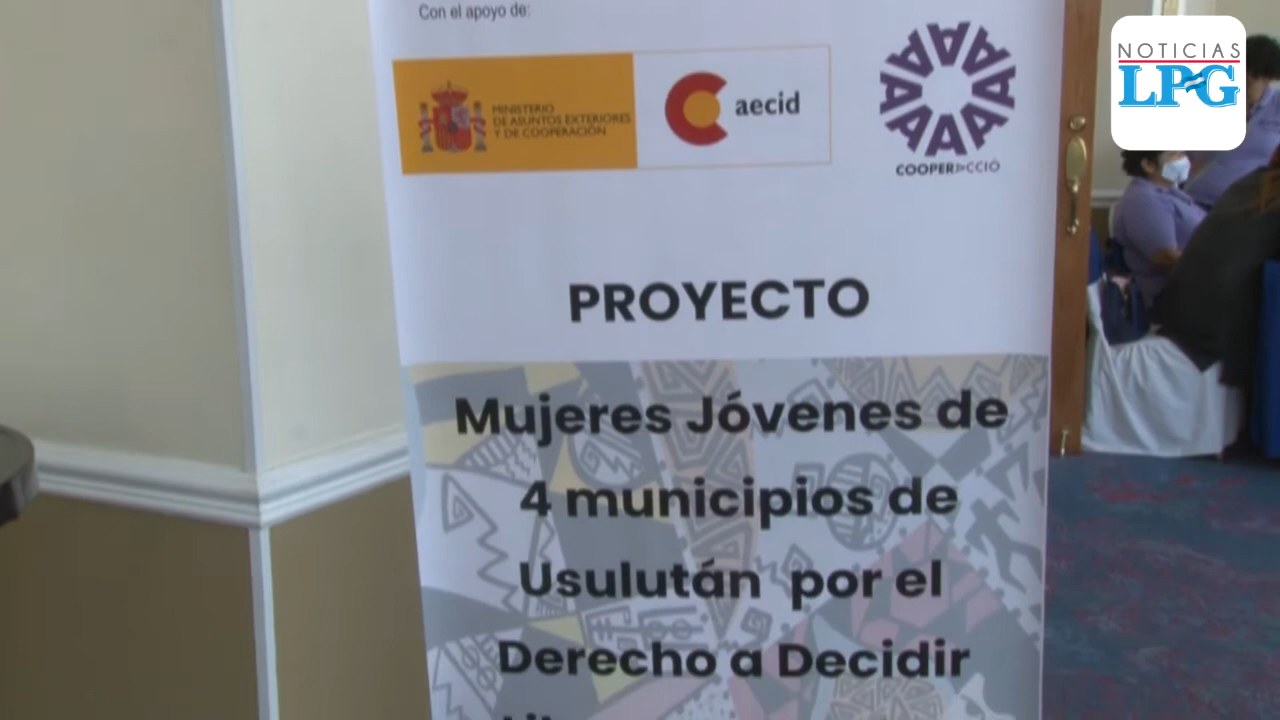 Con el apoyo de:
MINISTERIO
DE ASUNTOS EXTERIORES
Y DE COOPERACIÓN
aecid
COOPERACCIÓ
NOTICIAS
LPG
PROYECTO
Mujeres Jóvenes de
4 municipios de
Usulután por el
Derecho a Decidir